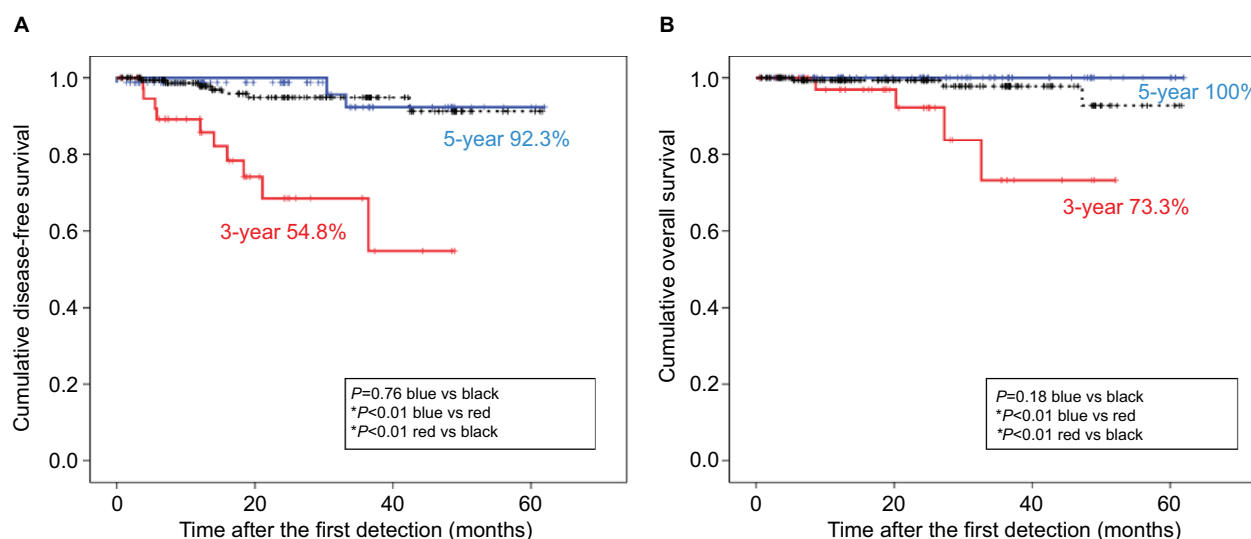 A
Cumulative disease-free survival
1.0
0.8
0.6
0.4
0.2
0.0
5-year 92.3%
3-year 54.8%
P=0.76 blue vs black
*P<0.01 blue vs red
*P<0.01 red vs black
0 20 40 60
Time after the first detection (months)
B
Cumulative overall survival
1.0
0.8
0.6
0.4
0.2
0.0
5-year 100%
3-year 73.3%
P=0.18 blue vs black
*P<0.01 blue vs red
*P<0.01 red vs black
0 20 40 60
Time after the first detection (months)